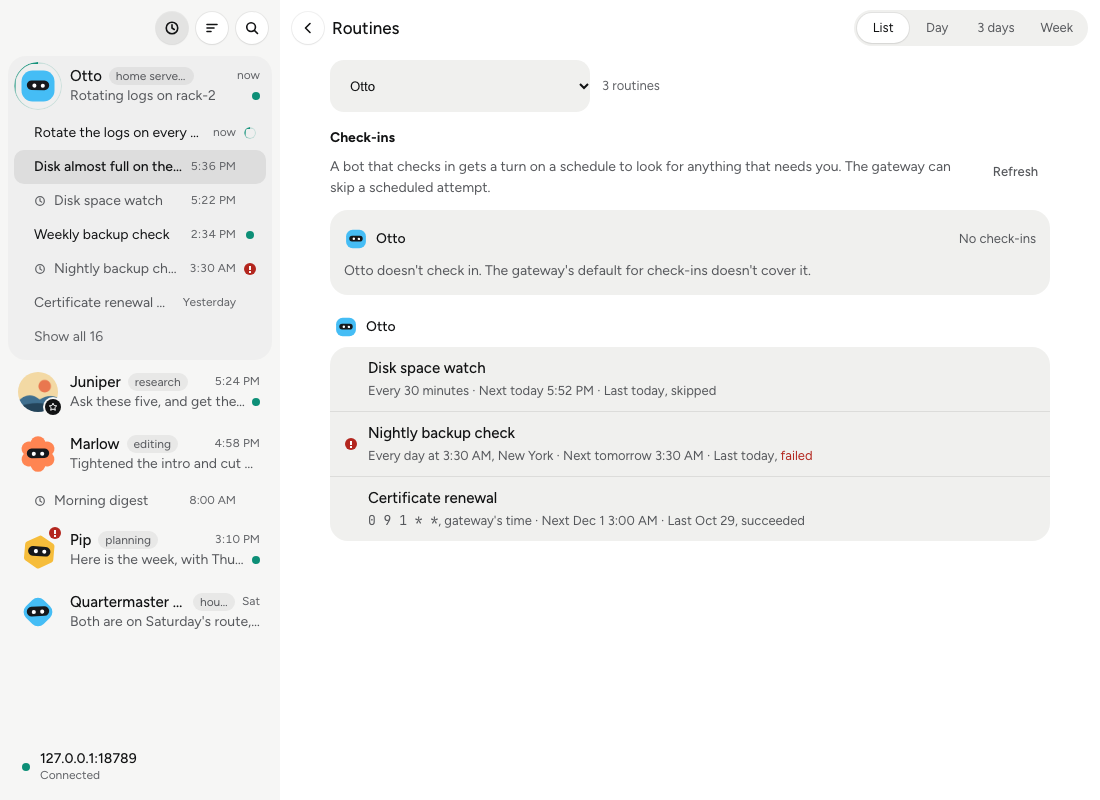 Otto home serve... now
Rotating logs on rack-2
Rotate the logs on every ... now
Disk almost full on the... 5:36 PM
Disk space watch 5:22 PM
Weekly backup check 2:34 PM
Nightly backup ch... 3:30 AM
Certificate renewal ... Yesterday
Show all 16
Juniper research 5:24 PM
Ask these five, and get the...
Marlow editing 4:58 PM
Tightened the intro and cut ...
Morning digest 8:00 AM
Pip planning 3:10 PM
Here is the week, with Thu...
Quartermaster ... hou... Sat
Both are on Saturday's route,...
127.0.0.1:18789
Connected
Routines
List Day 3 days Week
Otto 3 routines
Check-ins
A bot that checks in gets a turn on a schedule to look for anything that needs you. The gateway can
skip a scheduled attempt.
Refresh
Otto No check-ins
Otto doesn't check in. The gateway's default for check-ins doesn't cover it.
Otto
Disk space watch
Every 30 minutes · Next today 5:52 PM · Last today, skipped
Nightly backup check
Every day at 3:30 AM, New York · Next tomorrow 3:30 AM · Last today, failed
Certificate renewal
0 9 1 * *, gateway's time · Next Dec 1 3:00 AM · Last Oct 29, succeeded